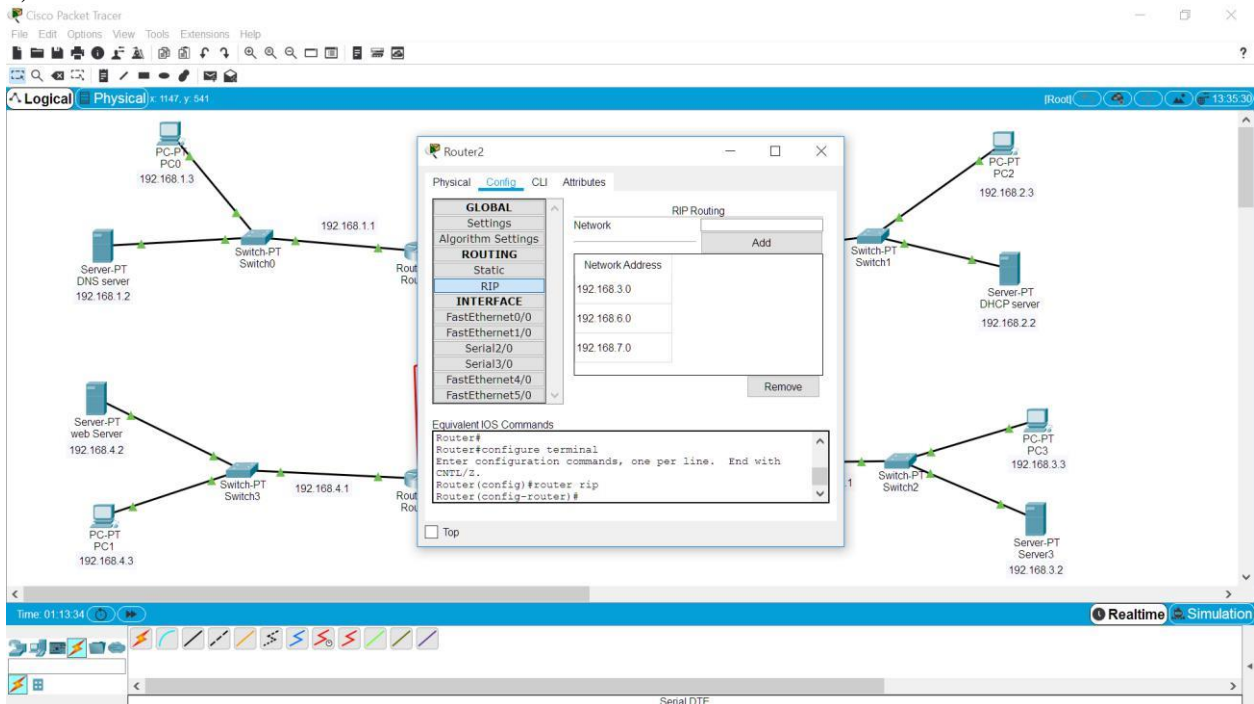 Cisco Packet Tracer
File Edit Options View Tools Extensions Help
?
Logical Physical x: 1147, y: 541 [Root] 13:35:30
PC-PT
PC0
192.168.1.3
Server-PT
DNS server
192.168.1.2
Switch-PT
Switch0
192.168.1.1
Rout
Rou
Server-PT
web Server
192.168.4.2
Switch-PT
Switch3
192.168.4.1
Rout
Rou
PC-PT
PC1
192.168.4.3
Router2
Physical Config CLI Attributes
GLOBAL
Settings
Algorithm Settings
ROUTING
Static
RIP
INTERFACE
FastEthernet0/0
FastEthernet1/0
Serial2/0
Serial3/0
FastEthernet4/0
FastEthernet5/0
RIP Routing
Network
Add
Network Address
192.168.3.0
192.168.6.0
192.168.7.0
Remove
Equivalent IOS Commands
Router#
Router#configure terminal
Enter configuration commands, one per line. End with
CNTL/Z.
Router(config)#router rip
Router(config-router)#
Top
PC-PT
PC2
192.168.2.3
Switch-PT
Switch1
Server-PT
DHCP server
192.168.2.2
PC-PT
PC3
192.168.3.3
.1
Switch-PT
Switch2
Server-PT
Server3
192.168.3.2
Time: 01:13:34 Realtime Simulation
Serial DTE